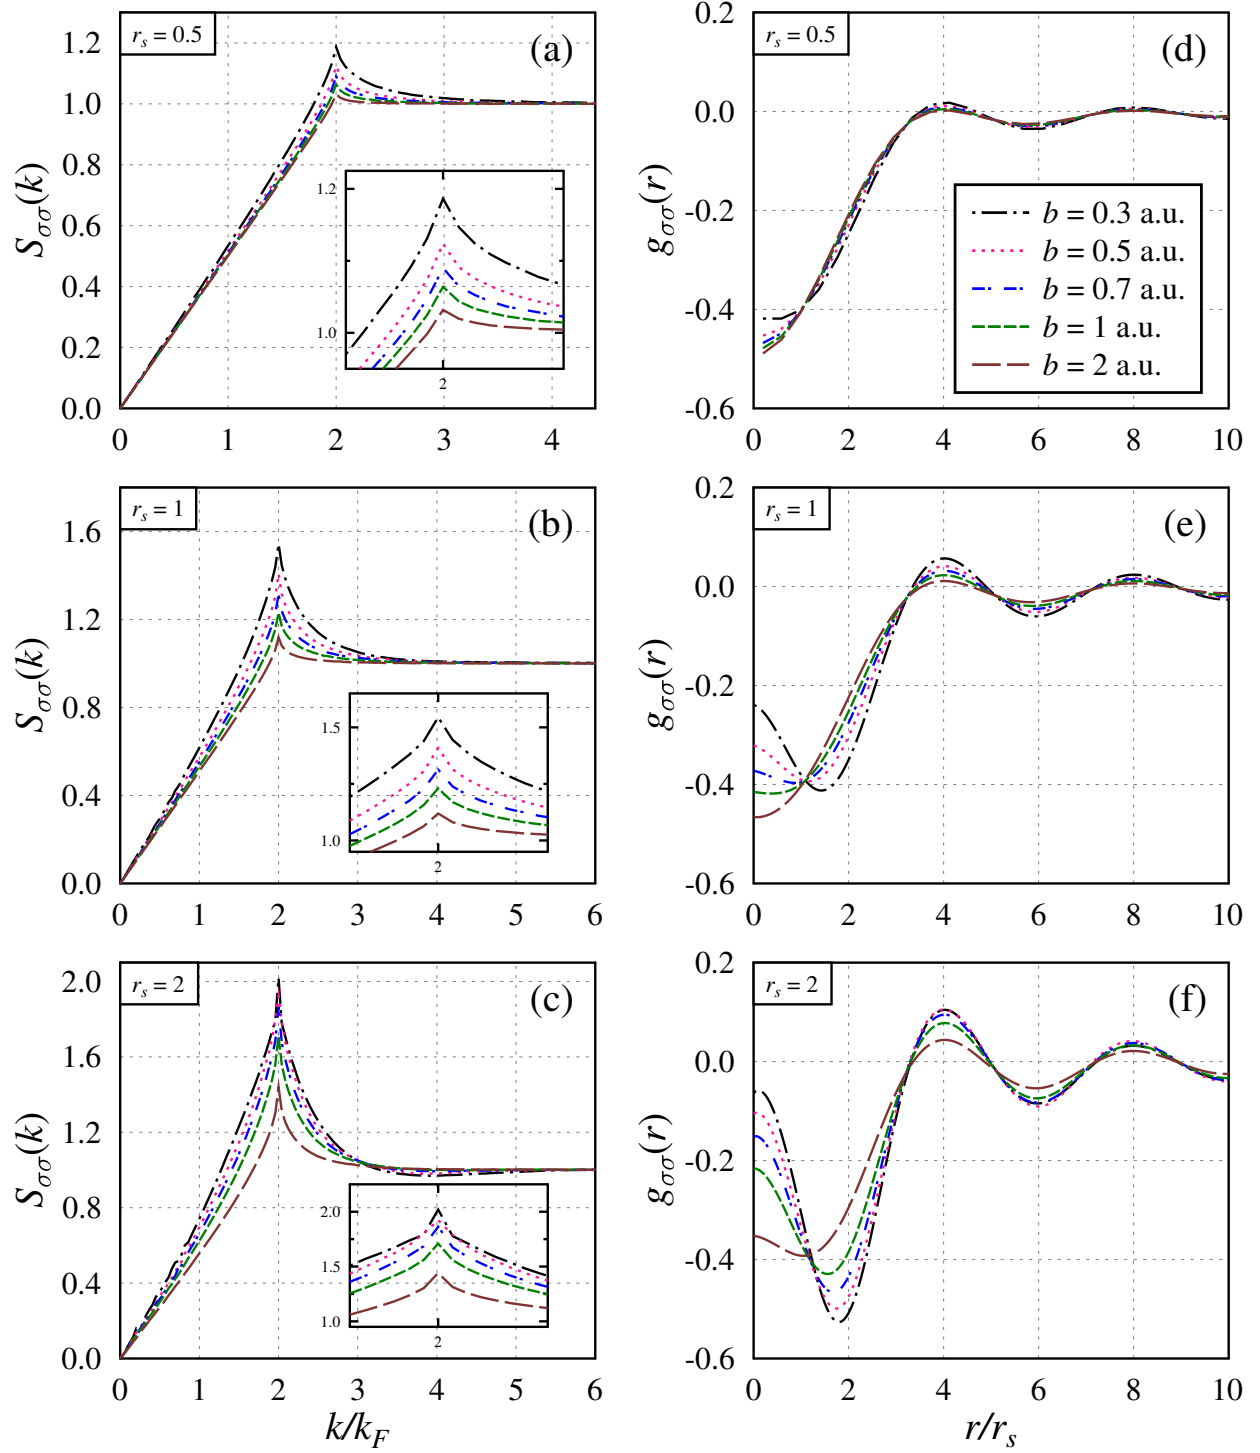 r_s = 0.5
(a)
S_σσ(k)
1.2
1.0
0.8
0.6
0.4
0.2
0.0
1.2
1.0
2
0 1 2 3 4
r_s = 0.5
(d)
g_σσ(r)
0.2
0.0
-0.2
-0.4
-0.6
b = 0.3 a.u.
b = 0.5 a.u.
b = 0.7 a.u.
b = 1 a.u.
b = 2 a.u.
0 2 4 6 8 10
r_s = 1
(b)
S_σσ(k)
1.6
1.2
0.8
0.4
0.0
1.5
1.0
2
0 1 2 3 4 5 6
r_s = 1
(e)
g_σσ(r)
0.2
0.0
-0.2
-0.4
-0.6
0 2 4 6 8 10
r_s = 2
(c)
S_σσ(k)
2.0
1.6
1.2
0.8
0.4
0.0
2.0
1.5
1.0
2
0 1 2 3 4 5 6
k/k_F
r_s = 2
(f)
g_σσ(r)
0.2
0.0
-0.2
-0.4
-0.6
0 2 4 6 8 10
r/r_s